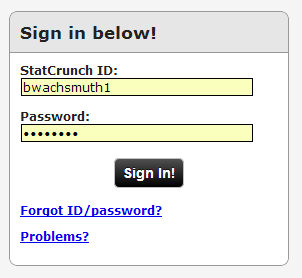 Sign in below!
StatCrunch ID:
bwachsmuth1
Password:
••••••••
Sign In!
Forgot ID/password?
Problems?